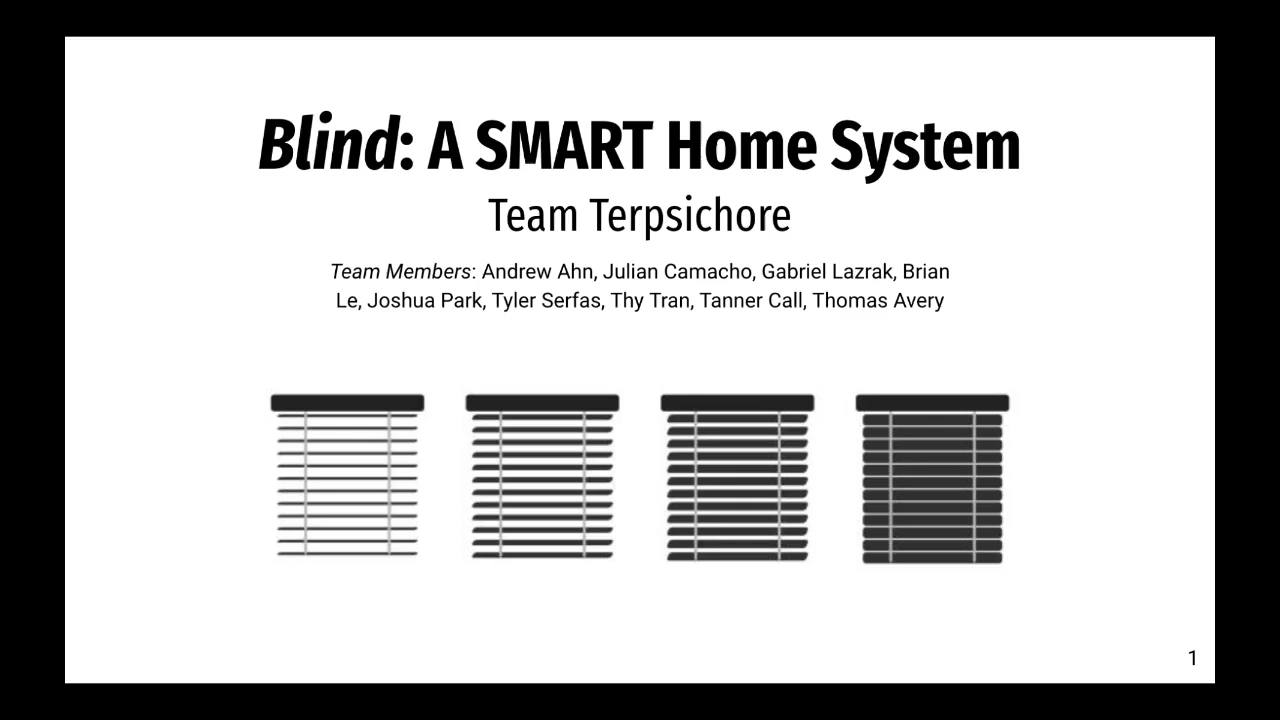 Blind: A SMART Home System
Team Terpsichore
Team Members: Andrew Ahn, Julian Camacho, Gabriel Lazrak, Brian
Le, Joshua Park, Tyler Serfas, Thy Tran, Tanner Call, Thomas Avery
1